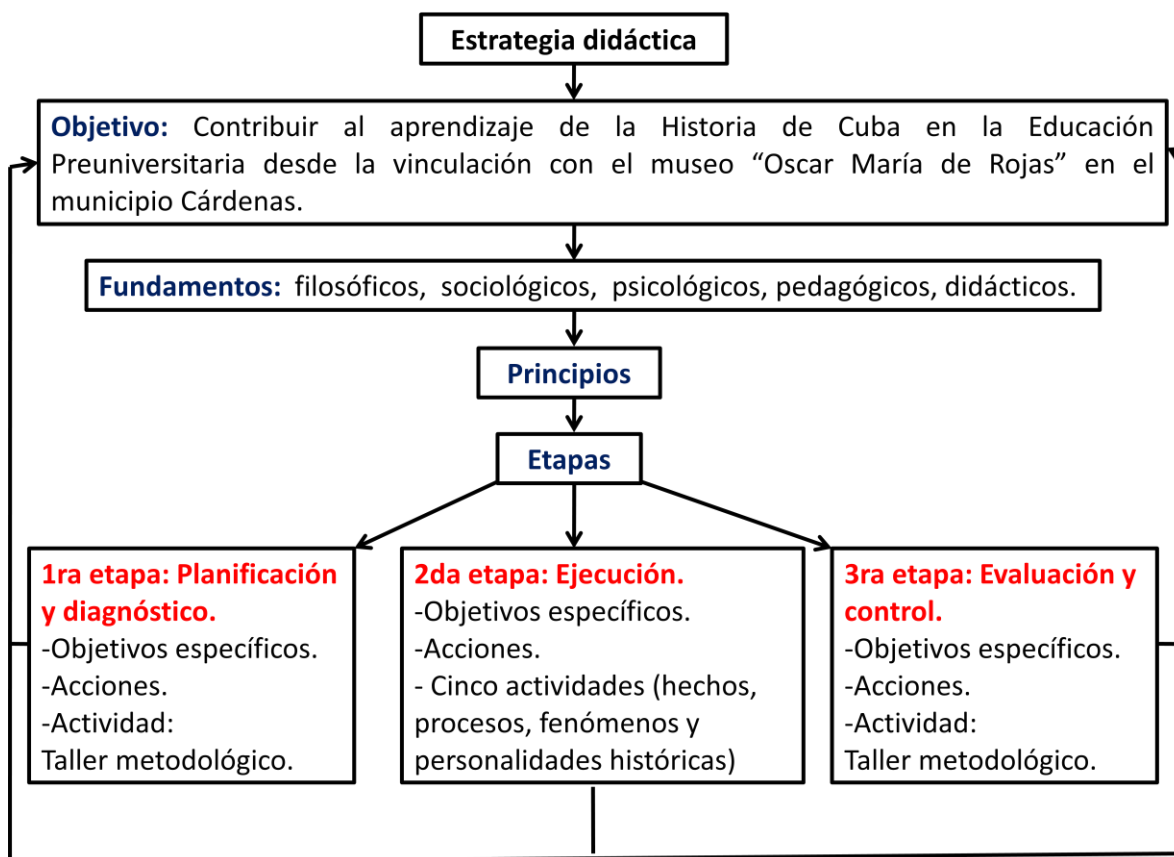 Estrategia didáctica
Objetivo: Contribuir al aprendizaje de la Historia de Cuba en la Educación
Preuniversitaria desde la vinculación con el museo “Oscar María de Rojas” en el
municipio Cárdenas.
Fundamentos: filosóficos, sociológicos, psicológicos, pedagógicos, didácticos.
Principios
Etapas
1ra etapa: Planificación
y diagnóstico.
-Objetivos específicos.
-Acciones.
-Actividad:
Taller metodológico.
2da etapa: Ejecución.
-Objetivos específicos.
-Acciones.
- Cinco actividades (hechos,
procesos, fenómenos y
personalidades históricas)
3ra etapa: Evaluación y
control.
-Objetivos específicos.
-Acciones.
-Actividad:
Taller metodológico.